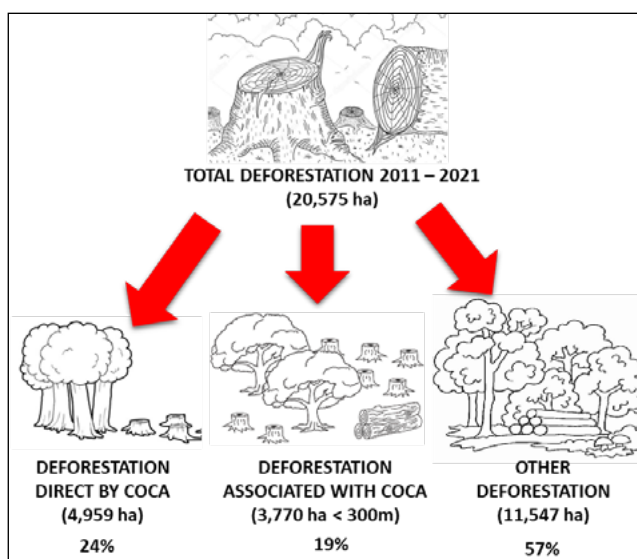 TOTAL DEFORESTATION 2011 – 2021
(20,575 ha)
DEFORESTATION
DIRECT BY COCA
(4,959 ha)
24%
DEFORESTATION
ASSOCIATED WITH COCA
(3,770 ha < 300m)
19%
OTHER
DEFORESTATION
(11,547 ha)
57%